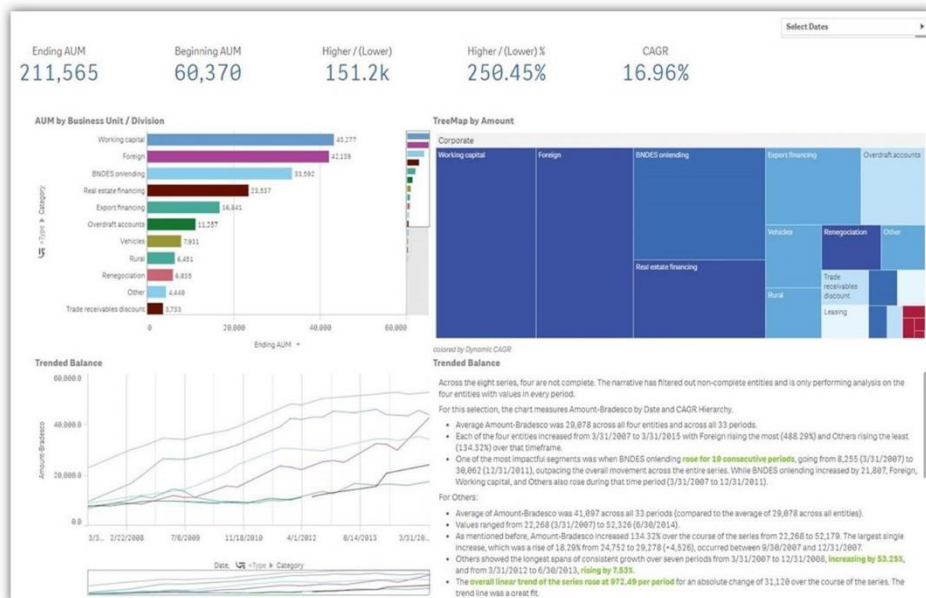 Select Dates
Ending AUM
211,565
Beginning AUM
60,370
Higher / (Lower)
151.2k
Higher / (Lower) %
250.45%
CAGR
16.96%
AUM by Business Unit / Division
+Type ▶ Category
Working capital
Foreign
42,139
BNDES onlending
33,592
Real estate financing
23,537
Export financing
16,841
Overdraft accounts
11,257
Vehicles
7,911
Rural
6,451
Renegociation
Other
4,440
Trade receivables discount
3,733
0
20,000
40,000
60,000
Ending AUM
TreeMap by Amount
Corporate
Working capital
Foreign
BNDES onlending
Export financing
Overdraft accounts
Real estate financing
Vehicles
Renegociation
Other
Rural
Trade
receivables
discount
Leasing
colored by Dynamic CAGR
Trended Balance
Amount-Bradesco
60,000.0
40,000.0
20,000.0
0.0
3/3...
2/22/2008
7/6/2009
11/18/2010
4/1/2012
8/14/2013
3/31/20...
Date,
+Type ▶ Category
Trended Balance
Across the eight series, four are not complete. The narrative has filtered out non-complete entities and is only performing analysis on the
four entities with values in every period.
For this selection, the chart measures Amount-Bradesco by Date and CAGR Hierarchy.
• Average Amount-Bradesco was 29,078 across all four entities and across all 33 periods.
• Each of the four entities increased from 3/31/2007 to 3/31/2015 with Foreign rising the most (488.29%) and Others rising the least
(134.32%) over that timeframe.
• One of the most impactful segments was when BNDES onlending rose for 19 consecutive periods, going from 8,255 (3/31/2007) to
30,062 (12/31/2011), outpacing the overall movement across the entire series. While BNDES onlending increased by 21,807, Foreign,
Working capital, and Others also rose during that time period (3/31/2007 to 12/31/2011).
For Others:
• Average of Amount-Bradesco was 41,097 across all 33 periods (compared to the average of 29,078 across all entities).
• Values ranged from 22,268 (3/31/2007) to 52,326 (6/30/2014).
• As mentioned before, Amount-Bradesco increased 134.32% over the course of the series from 22,268 to 52,179. The largest single
increase, which was a rise of 18.29% from 24,752 to 29,278 (+4,526), occurred between 9/30/2007 and 12/31/2007.
• Others showed the longest spans of consistent growth over seven periods from 3/31/2007 to 12/31/2008, increasing by 53.25%,
and from 3/31/2012 to 6/30/2013, rising by 7.53%.
• The overall linear trend of the series rose at 972.49 per period for an absolute change of 31,120 over the course of the series. The
trend line was a great fit.